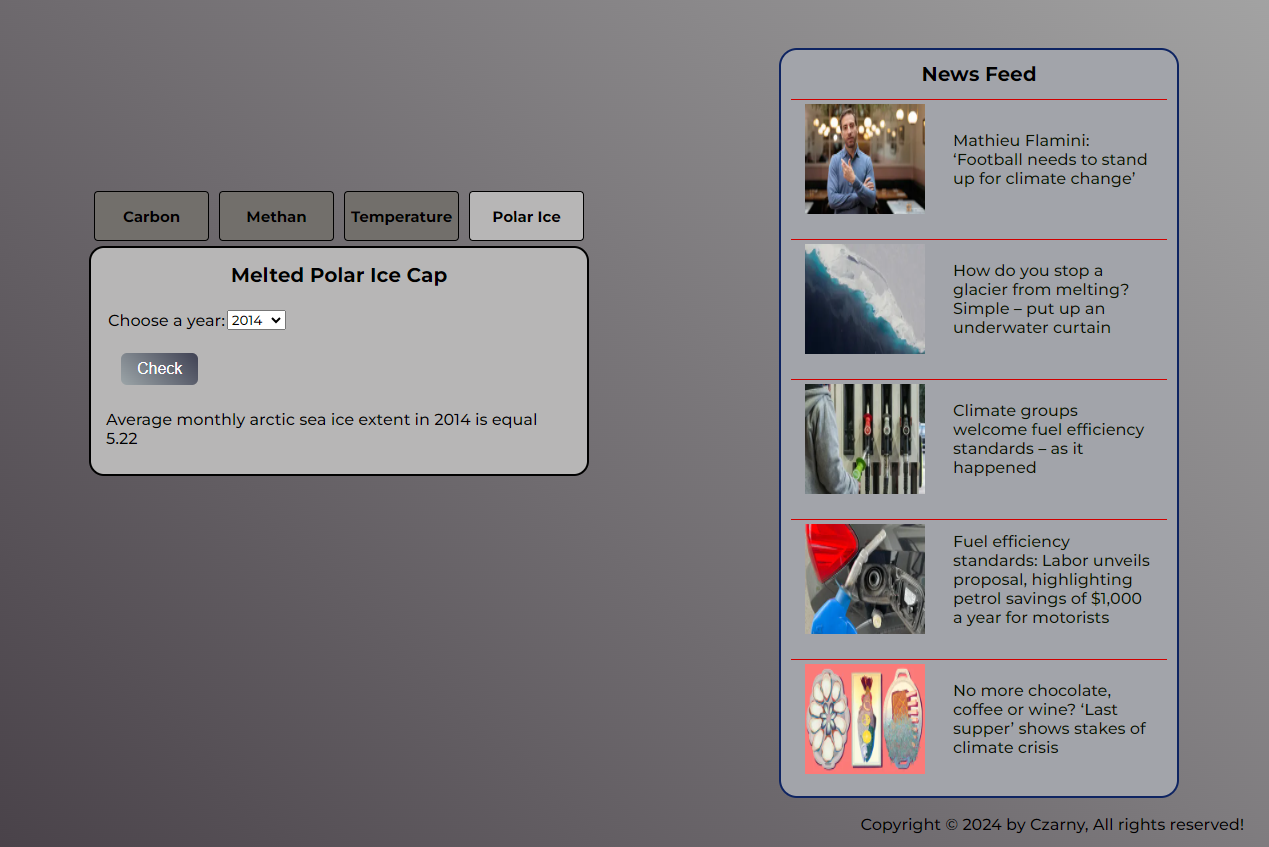 Carbon
Methan
Temperature
Polar Ice
Melted Polar Ice Cap
Choose a year: 2014
Check
Average monthly arctic sea ice extent in 2014 is equal
5.22
News Feed
Mathieu Flamini:
‘Football needs to stand
up for climate change’
How do you stop a
glacier from melting?
Simple – put up an
underwater curtain
Climate groups
welcome fuel efficiency
standards – as it
happened
Fuel efficiency
standards: Labor unveils
proposal, highlighting
petrol savings of $1,000
a year for motorists
No more chocolate,
coffee or wine? ‘Last
supper’ shows stakes of
climate crisis
Copyright © 2024 by Czarny, All rights reserved!